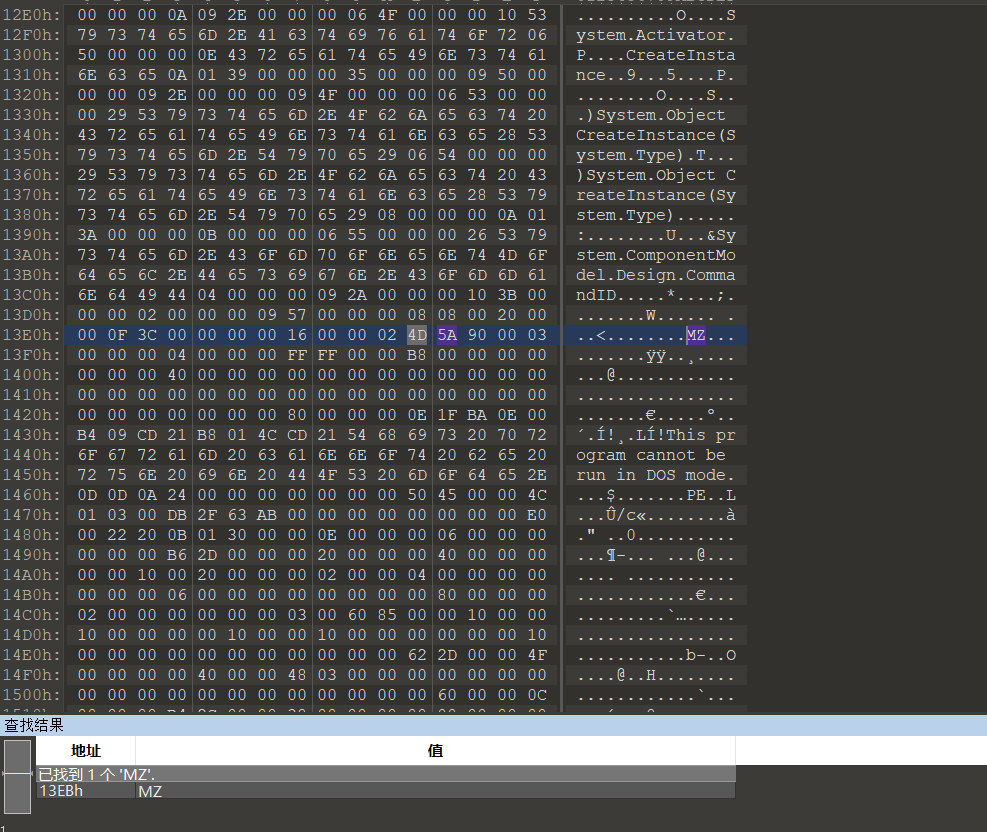 12E0h: 00 00 00 0A 09 2E 00 00 00 06 4F 00 00 00 10 53 ..........O....S
12F0h: 79 73 74 65 6D 2E 41 63 74 69 76 61 74 6F 72 06 ystem.Activator.
1300h: 50 00 00 00 0E 43 72 65 61 74 65 49 6E 73 74 61 P....CreateInsta
1310h: 6E 63 65 0A 01 39 00 00 00 35 00 00 00 09 50 00 nce..9...5....P.
1320h: 00 00 09 2E 00 00 00 09 4F 00 00 00 06 53 00 00 ........O....S..
1330h: 00 29 53 79 73 74 65 6D 2E 4F 62 6A 65 63 74 20 .)System.Object
1340h: 43 72 65 61 74 65 49 6E 73 74 61 6E 63 65 28 53 CreateInstance(S
1350h: 79 73 74 65 6D 2E 54 79 70 65 29 06 54 00 00 00 ystem.Type).T...
1360h: 29 53 79 73 74 65 6D 2E 4F 62 6A 65 63 74 20 43 )System.Object C
1370h: 72 65 61 74 65 49 6E 73 74 61 6E 63 65 28 53 79 reateInstance(Sy
1380h: 73 74 65 6D 2E 54 79 70 65 29 08 00 00 00 0A 01 stem.Type)......
1390h: 3A 00 00 00 0B 00 00 00 06 55 00 00 00 26 53 79 :........U...&Sy
13A0h: 73 74 65 6D 2E 43 6F 6D 70 6F 6E 65 6E 74 4D 6F stem.ComponentMo
13B0h: 64 65 6C 2E 44 65 73 69 67 6E 2E 43 6F 6D 6D 61 del.Design.Comma
13C0h: 6E 64 49 44 04 00 00 00 09 2A 00 00 00 10 3B 00 ndID.....*....;.
13D0h: 00 00 02 00 00 00 09 57 00 00 00 08 08 00 20 00 .......W...... .
13E0h: 00 0F 3C 00 00 00 00 16 00 00 02 4D 5A 90 00 03 ..<........MZ...
13F0h: 00 00 00 04 00 00 00 FF FF 00 00 B8 00 00 00 00 .......ÿÿ..¸....
1400h: 00 00 00 40 00 00 00 00 00 00 00 00 00 00 00 00 ...@............
1410h: 00 00 00 00 00 00 00 00 00 00 00 00 00 00 00 00 ................
1420h: 00 00 00 00 00 00 00 80 00 00 00 0E 1F BA 0E 00 .......€.....º..
1430h: B4 09 CD 21 B8 01 4C CD 21 54 68 69 73 20 70 72 ´.Í!¸.LÍ!This pr
1440h: 6F 67 72 61 6D 20 63 61 6E 6E 6F 74 20 62 65 20 ogram cannot be
1450h: 72 75 6E 20 69 6E 20 44 4F 53 20 6D 6F 64 65 2E run in DOS mode.
1460h: 0D 0D 0A 24 00 00 00 00 00 00 00 50 45 00 00 4C ...$.......PE..L
1470h: 01 03 00 DB 2F 63 AB 00 00 00 00 00 00 00 00 E0 ...Û/c«........à
1480h: 00 22 20 0B 01 30 00 00 0E 00 00 00 06 00 00 00 ." ..0..........
1490h: 00 00 00 B6 2D 00 00 00 20 00 00 00 40 00 00 00 ...¶-... ...@...
14A0h: 00 00 10 00 20 00 00 00 02 00 00 04 00 00 00 00 .... ...........
14B0h: 00 00 00 06 00 00 00 00 00 00 00 00 80 00 00 00 ............€...
14C0h: 02 00 00 00 00 00 00 03 00 60 85 00 00 10 00 00 .........`….....
14D0h: 10 00 00 00 00 10 00 00 10 00 00 00 00 00 00 10 ................
14E0h: 00 00 00 00 00 00 00 00 00 00 00 62 2D 00 00 4F ...........b-..O
14F0h: 00 00 00 00 40 00 00 48 03 00 00 00 00 00 00 00 ....@..H........
1500h: 00 00 00 00 00 00 00 00 00 00 00 00 60 00 00 0C ............`...
查找结果
地址 值
已找到 1 个 'MZ'.
13EBh MZ